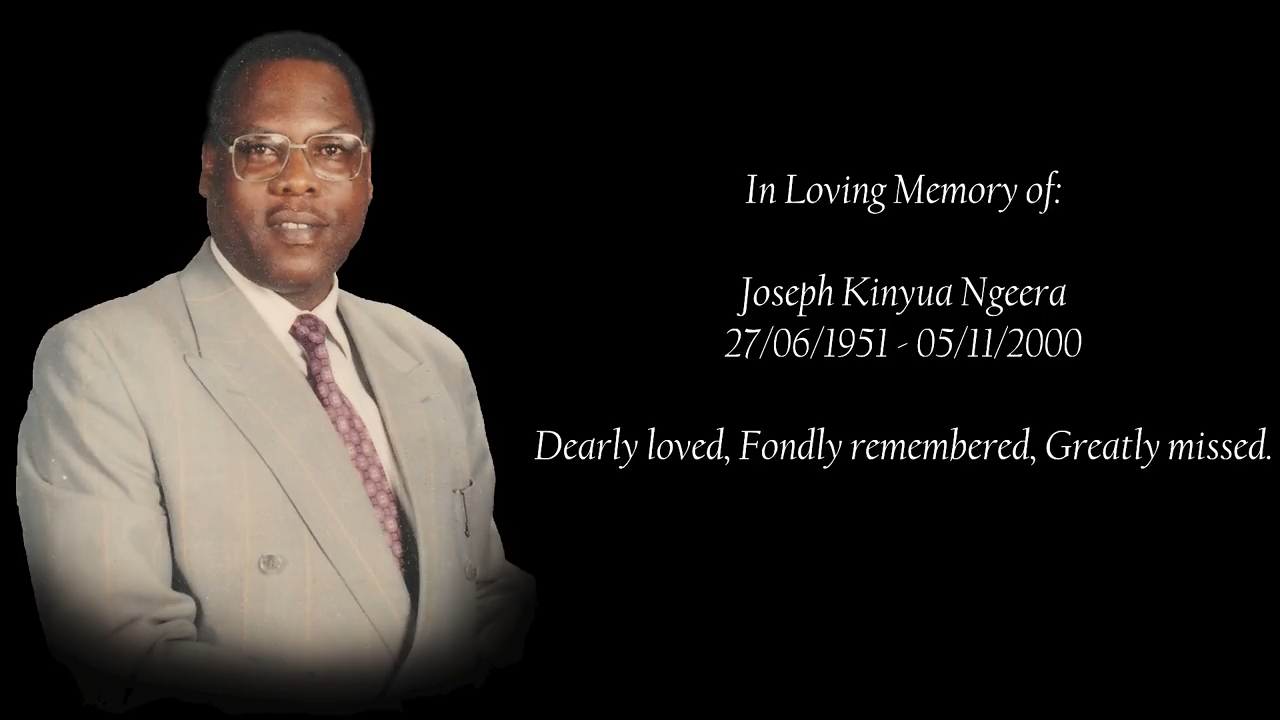 In Loving Memory of:
Joseph Kinyua Ngeera
27/06/1951 - 05/11/2000
Dearly loved, Fondly remembered, Greatly missed.